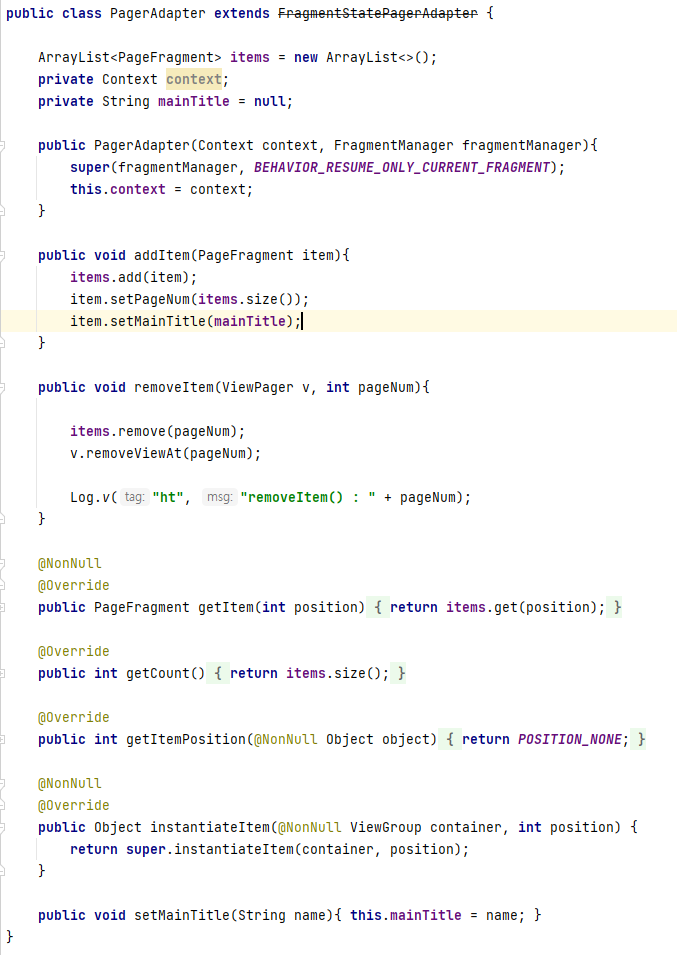 public class PagerAdapter extends FragmentStatePagerAdapter {
ArrayList<PageFragment> items = new ArrayList<>();
private Context context;
private String mainTitle = null;
public PagerAdapter(Context context, FragmentManager fragmentManager){
super(fragmentManager, BEHAVIOR_RESUME_ONLY_CURRENT_FRAGMENT);
this.context = context;
}
public void addItem(PageFragment item){
items.add(item);
item.setPageNum(items.size());
item.setMainTitle(mainTitle);
}
public void removeItem(ViewPager v, int pageNum){
items.remove(pageNum);
v.removeViewAt(pageNum);
Log.v( tag: "ht", msg: "removeItem() : " + pageNum);
}
@NonNull
@Override
public PageFragment getItem(int position) { return items.get(position); }
@Override
public int getCount() { return items.size(); }
@Override
public int getItemPosition(@NonNull Object object) { return POSITION_NONE; }
@NonNull
@Override
public Object instantiateItem(@NonNull ViewGroup container, int position) {
return super.instantiateItem(container, position);
}
public void setMainTitle(String name){ this.mainTitle = name; }
}